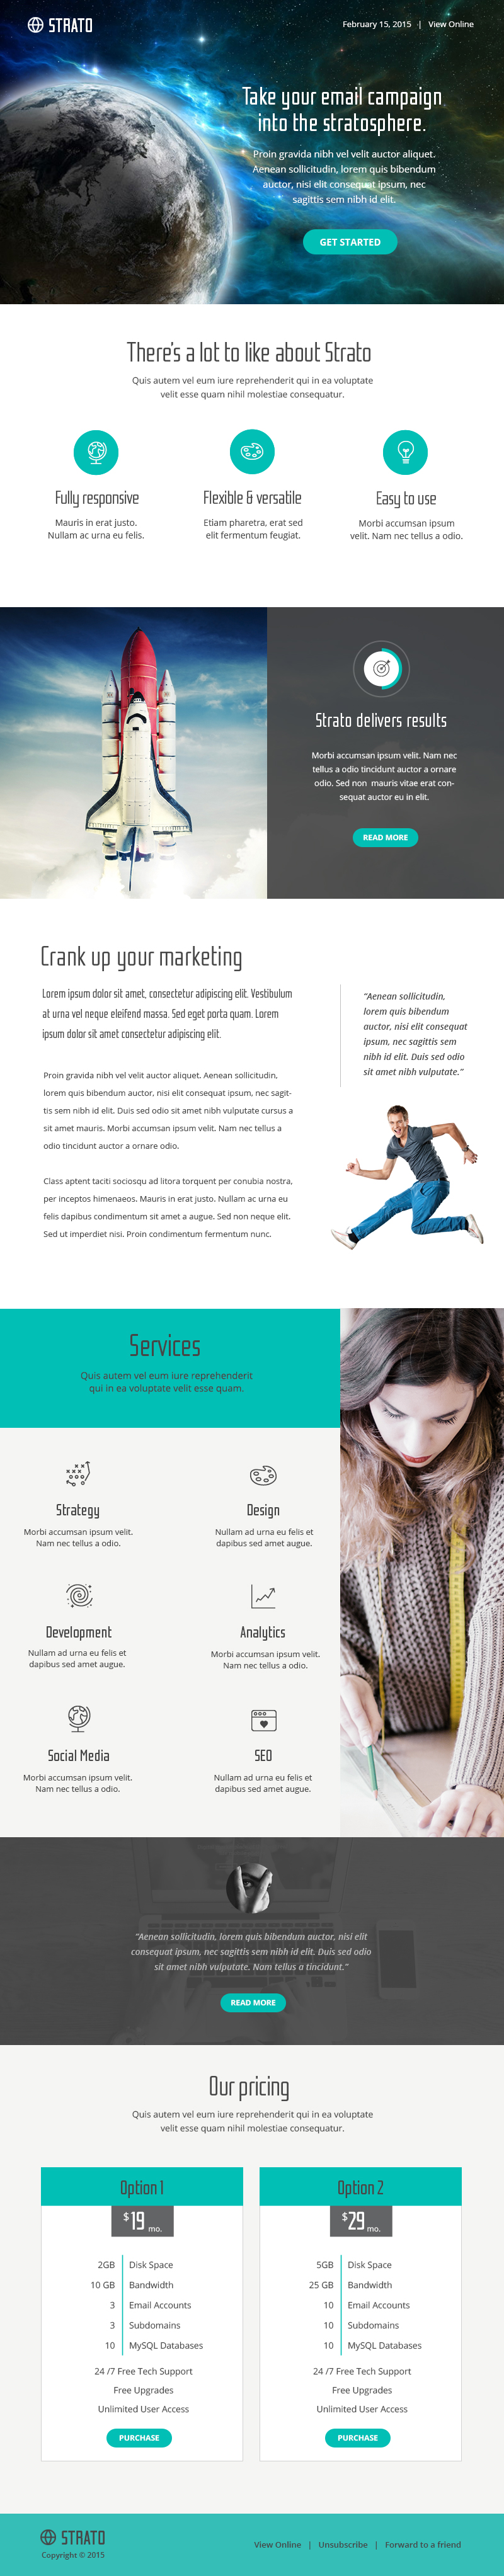 STRATO
February 15, 2015 | View Online
Take your email campaign
into the stratosphere.
Proin gravida nibh vel velit auctor aliquet.
Aenean sollicitudin, lorem quis bibendum
auctor, nisi elit consequat ipsum, nec
sagittis sem nibh id elit.
GET STARTED
There's a lot to like about Strato
Quis autem vel eum iure reprehenderit qui in ea voluptate
velit esse quam nihil molestiae consequatur.
Fully responsive
Mauris in erat justo.
Nullam ac urna eu felis.
Flexible & versatile
Etiam pharetra, erat sed
elit fermentum feugiat.
Easy to use
Morbi accumsan ipsum
velit. Nam nec tellus a odio.
Strato delivers results
Morbi accumsan ipsum velit. Nam nec
tellus a odio tincidunt auctor a ornare
odio. Sed non mauris vitae erat con-
sequat auctor eu in elit.
READ MORE
Crank up your marketing
Lorem ipsum dolor sit amet, consectetur adipiscing elit. Vestibulum
at urna vel neque eleifend massa. Sed eget porta quam. Lorem
ipsum dolor sit amet consectetur adipiscing elit.
Proin gravida nibh vel velit auctor aliquet. Aenean sollicitudin,
lorem quis bibendum auctor, nisi elit consequat ipsum, nec sagit-
tis sem nibh id elit. Duis sed odio sit amet nibh vulputate cursus a
sit amet mauris. Morbi accumsan ipsum velit. Nam nec tellus a
odio tincidunt auctor a ornare odio.
Class aptent taciti sociosqu ad litora torquent per conubia nostra,
per inceptos himenaeos. Mauris in erat justo. Nullam ac urna eu
felis dapibus condimentum sit amet a augue. Sed non neque elit.
Sed ut imperdiet nisi. Proin condimentum fermentum nunc.
“Aenean sollicitudin,
lorem quis bibendum
auctor, nisi elit consequat
ipsum, nec sagittis sem
nibh id elit. Duis sed odio
sit amet nibh vulputate.”
Services
Quis autem vel eum iure reprehenderit
qui in ea voluptate velit esse quam.
Strategy
Morbi accumsan ipsum velit.
Nam nec tellus a odio.
Design
Nullam ad urna eu felis et
dapibus sed amet augue.
Development
Nullam ad urna eu felis et
dapibus sed amet augue.
Analytics
Morbi accumsan ipsum velit.
Nam nec tellus a odio.
Social Media
Morbi accumsan ipsum velit.
Nam nec tellus a odio.
SEO
Nullam ad urna eu felis et
dapibus sed amet augue.
“Aenean sollicitudin, lorem quis bibendum auctor, nisi elit
consequat ipsum, nec sagittis sem nibh id elit. Duis sed odio
sit amet nibh vulputate. Nam tellus a tincidunt.”
READ MORE
Our pricing
Quis autem vel eum iure reprehenderit qui in ea voluptate
velit esse quam nihil molestiae consequatur.
Option 1
$19 mo.
2GB Disk Space
10 GB Bandwidth
3 Email Accounts
3 Subdomains
10 MySQL Databases
24 /7 Free Tech Support
Free Upgrades
Unlimited User Access
PURCHASE
Option 2
$29 mo.
5GB Disk Space
25 GB Bandwidth
10 Email Accounts
10 Subdomains
10 MySQL Databases
24 /7 Free Tech Support
Free Upgrades
Unlimited User Access
PURCHASE
STRATO
Copyright © 2015
View Online | Unsubscribe | Forward to a friend